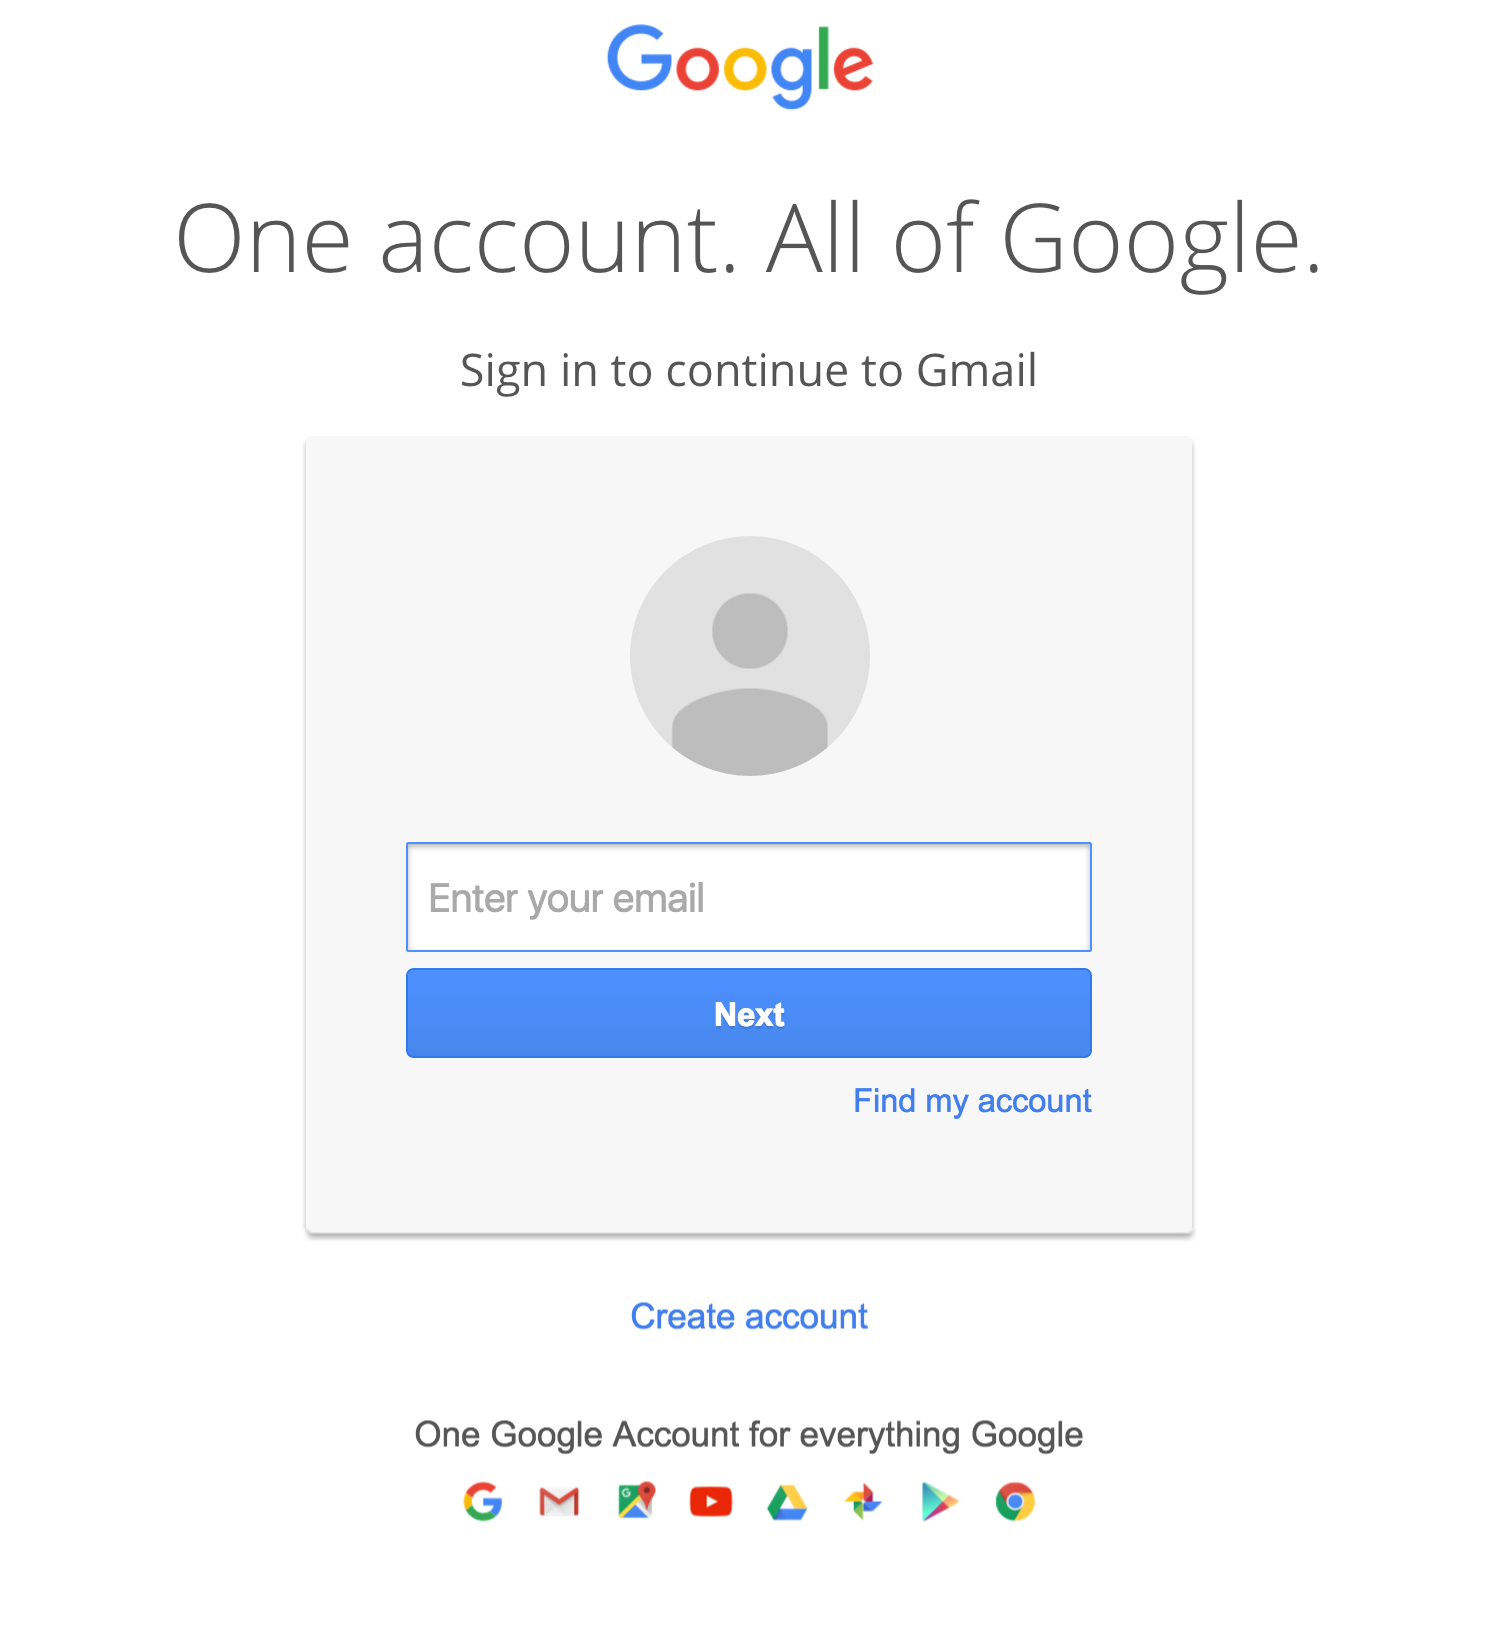 Google
One account. All of Google.
Sign in to continue to Gmail
Enter your email
Next
Find my account
Create account
One Google Account for everything Google